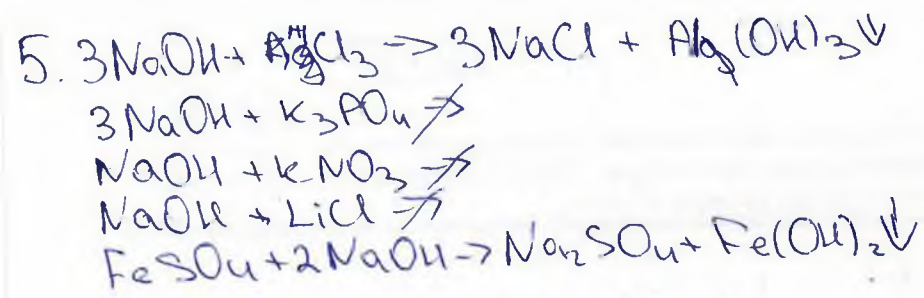 5. 3NaOH + AlCl₃ → 3NaCl + Al(OH)₃↓
3NaOH + K₃PO₄ ↛
NaOH + KNO₃ ↛
NaOH + LiCl ↛
FeSO₄ + 2NaOH → Na₂SO₄ + Fe(OH)₂↓